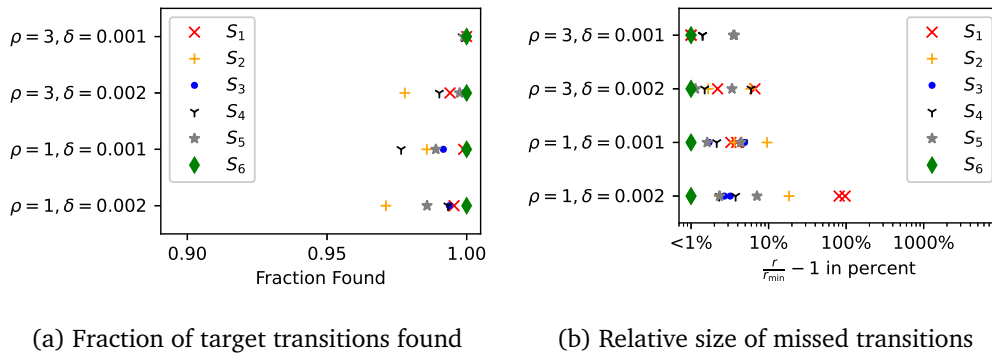 ρ = 3, δ = 0.001
ρ = 3, δ = 0.002
ρ = 1, δ = 0.001
ρ = 1, δ = 0.002
S₁
S₂
S₃
S₄
S₅
S₆
0.90 0.95 1.00
Fraction Found
(a) Fraction of target transitions found
ρ = 3, δ = 0.001
ρ = 3, δ = 0.002
ρ = 1, δ = 0.001
ρ = 1, δ = 0.002
S₁
S₂
S₃
S₄
S₅
S₆
<1% 10% 100% 1000%
r/r_min − 1 in percent
(b) Relative size of missed transitions